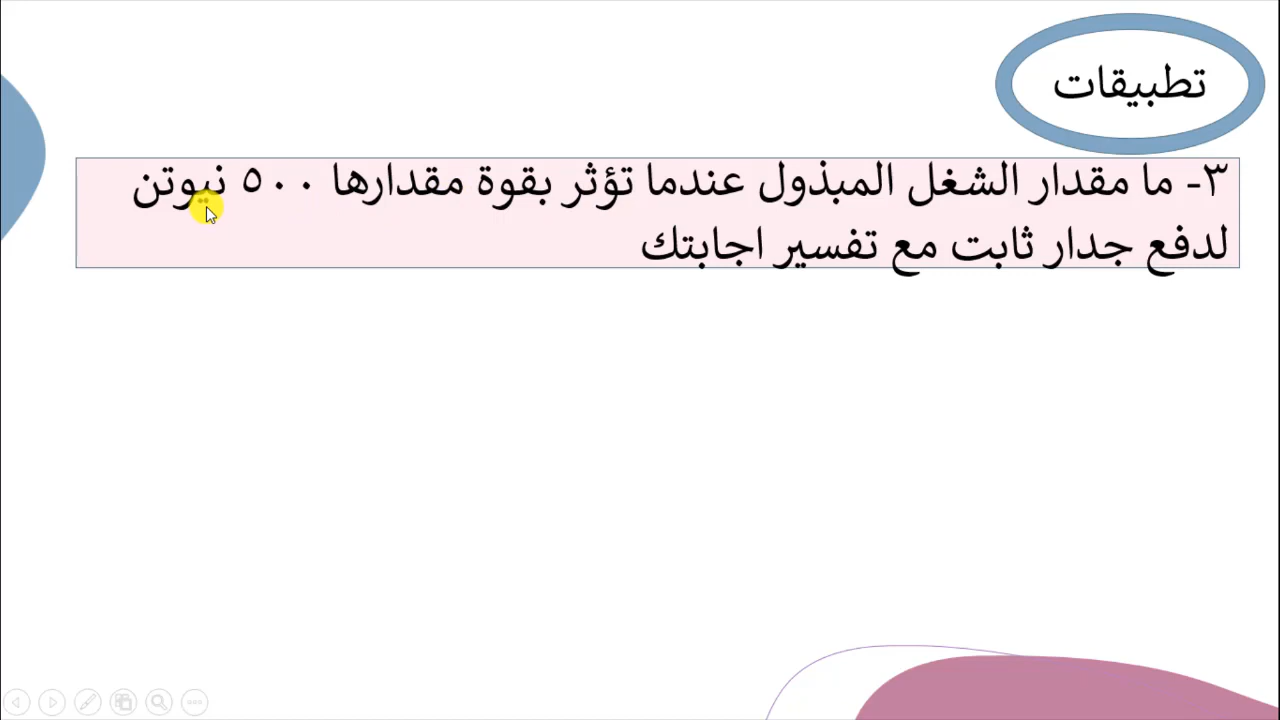 تطبيقات
٣- ما مقدار الشغل المبذول عندما تؤثر بقوة مقدارها ٥٠٠ نيوتن
لدفع جدار ثابت مع تفسير اجابتك